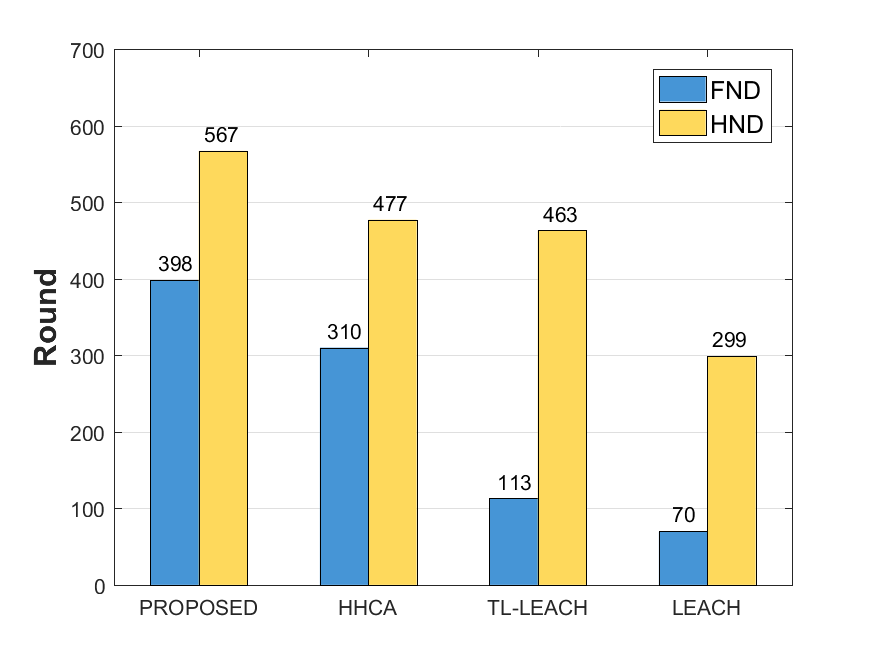 700
600
500
400
300
200
100
0
Round
FND
HND
398
567
310
477
113
463
70
299
PROPOSED
HHCA
TL-LEACH
LEACH